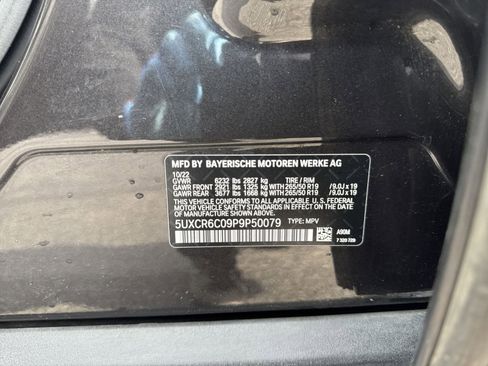 MFD BY BAYERISCHE MOTOREN WERKE AG
10/22
GVWR 6232 lbs 2827 kg TIRE / RIM
GAWR FRONT 2921 lbs 1325 kg WITH 265/50 R19 / 9.0J x 19
GAWR REAR 3677 lbs 1668 kg WITH 265/50 R19 / 9.0J x 19
THIS VEHICLE CONFORMS TO ALL APPLICABLE U. S. FEDERAL
MOTOR VEHICLE SAFETY STANDARDS IN EFFECT
ON THE DATE OF MANUFACTURE SHOWN ABOVE.
5UXCR6C09P9P50079 TYPE: MPV
A90M
7 320 729